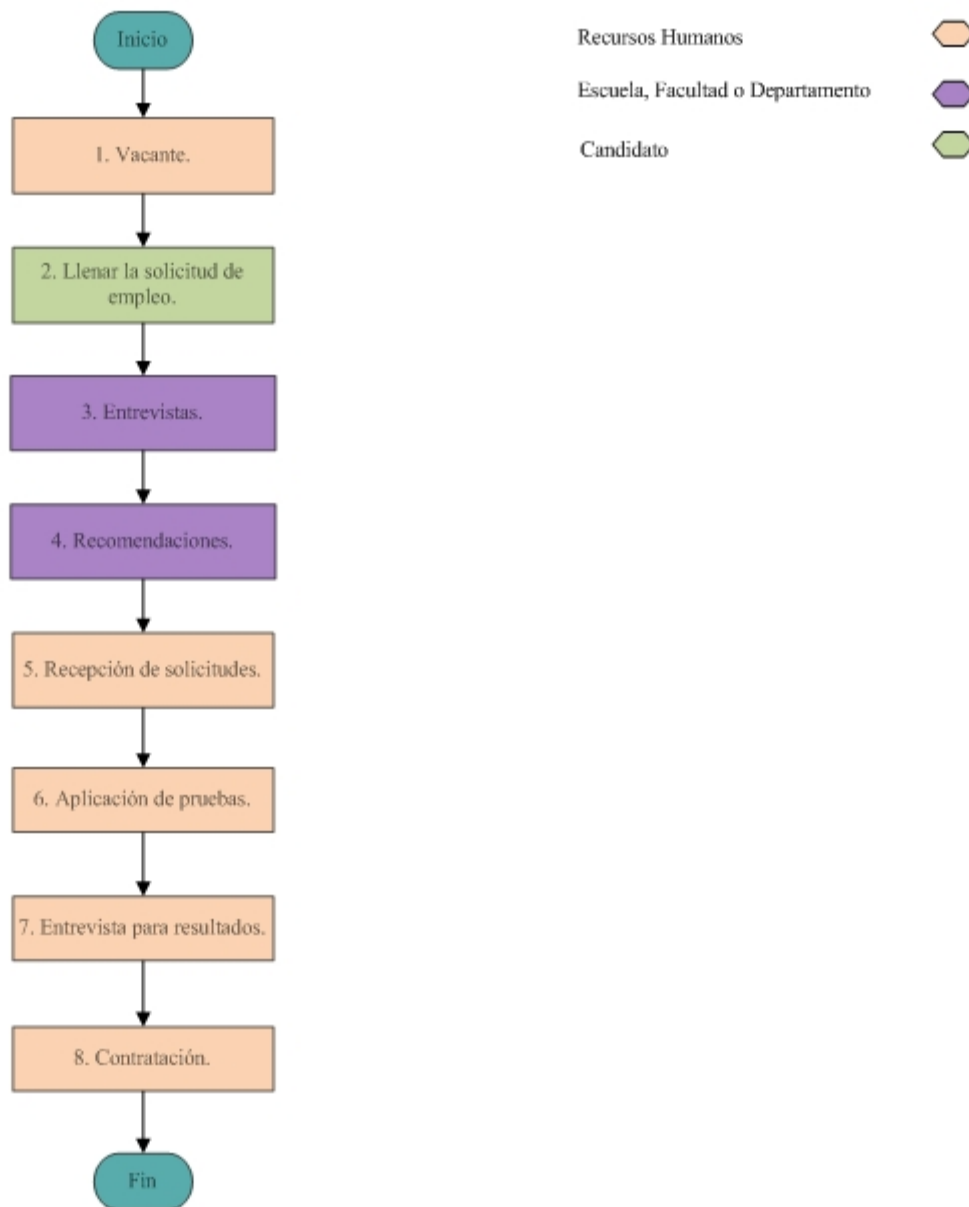 Inicio
Recursos Humanos
Escuela, Facultad o Departamento
Candidato
1. Vacante.
2. Llenar la solicitud de
empleo.
3. Entrevistas.
4. Recomendaciones.
5. Recepción de solicitudes.
6. Aplicación de pruebas.
7. Entrevista para resultados.
8. Contratación.
Fin